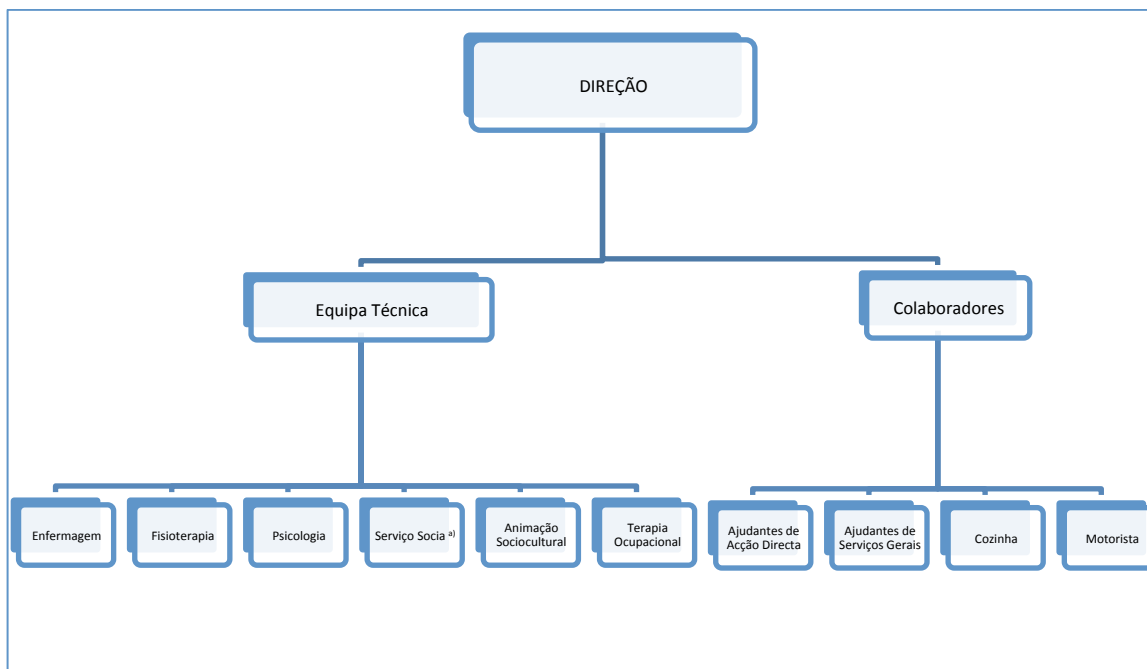 DIREÇÃO
Equipa Técnica
Colaboradores
Enfermagem
Fisioterapia
Psicologia
Serviço Socia a)
Animação
Sociocultural
Terapia
Ocupacional
Ajudantes de
Acção Directa
Ajudantes de
Serviços Gerais
Cozinha
Motorista